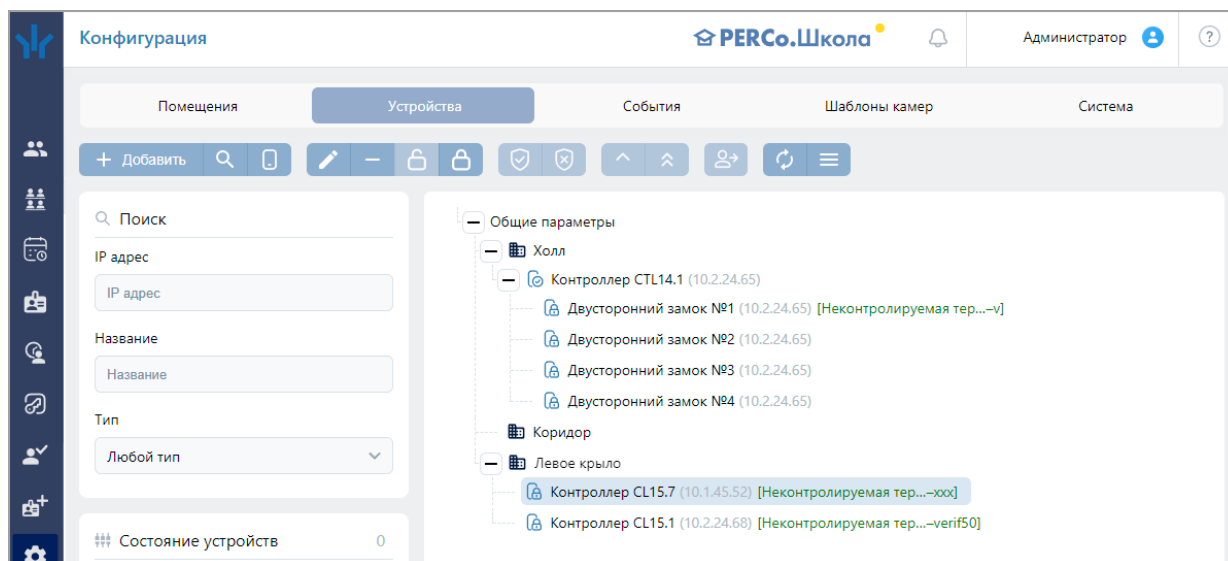 Конфигурация
PERCo.Школа
Администратор
?
Помещения
Устройства
События
Шаблоны камер
Система
+ Добавить
Поиск
IP адрес
IP адрес
Название
Название
Тип
Любой тип
Состояние устройств 0
Общие параметры
Холл
Контроллер CTL14.1 (10.2.24.65)
Двусторонний замок №1 (10.2.24.65) [Неконтролируемая тер...–v]
Двусторонний замок №2 (10.2.24.65)
Двусторонний замок №3 (10.2.24.65)
Двусторонний замок №4 (10.2.24.65)
Коридор
Левое крыло
Контроллер CL15.7 (10.1.45.52) [Неконтролируемая тер...–xxx]
Контроллер CL15.1 (10.2.24.68) [Неконтролируемая тер...–verif50]